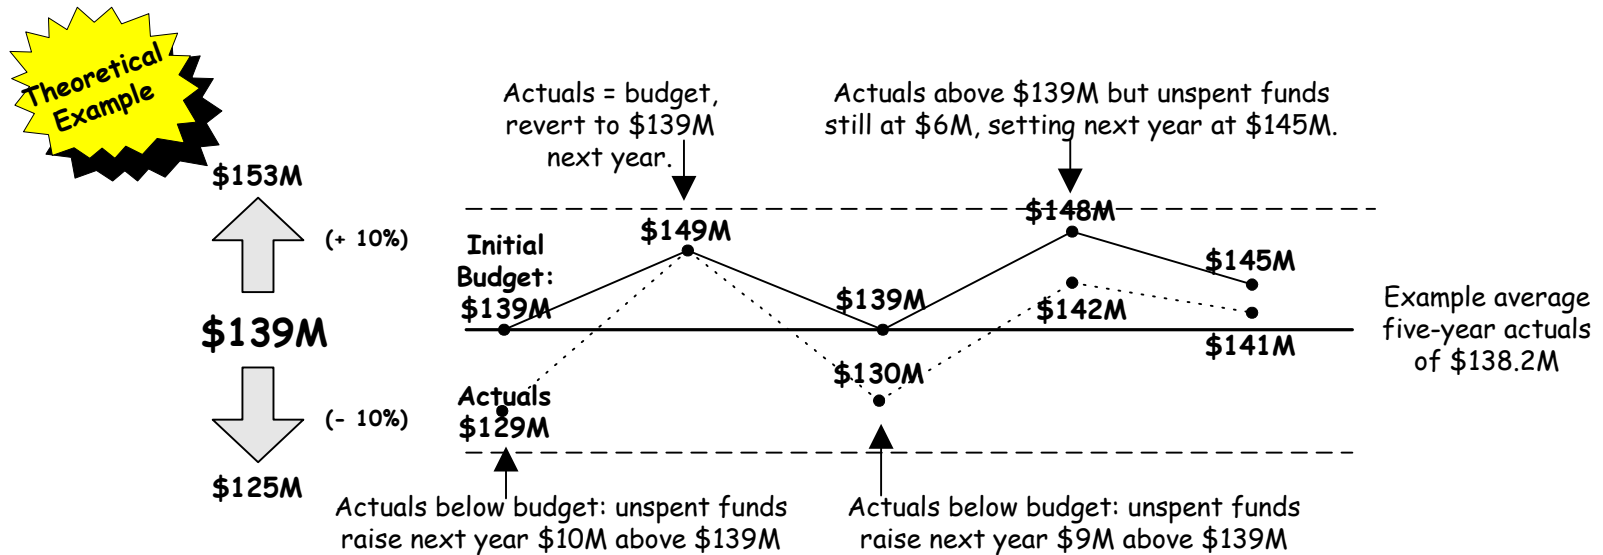 Theoretical
Example
Actuals = budget,
revert to $139M
next year.
Actuals above $139M but unspent funds
still at $6M, setting next year at $145M.
$153M
(+ 10%)
$139M
(- 10%)
$125M
Initial
Budget:
$139M
$149M
$139M
$148M
$145M
Actuals
$129M
$130M
$142M
$141M
Example average
five-year actuals
of $138.2M
Actuals below budget: unspent funds
raise next year $10M above $139M
Actuals below budget: unspent funds
raise next year $9M above $139M